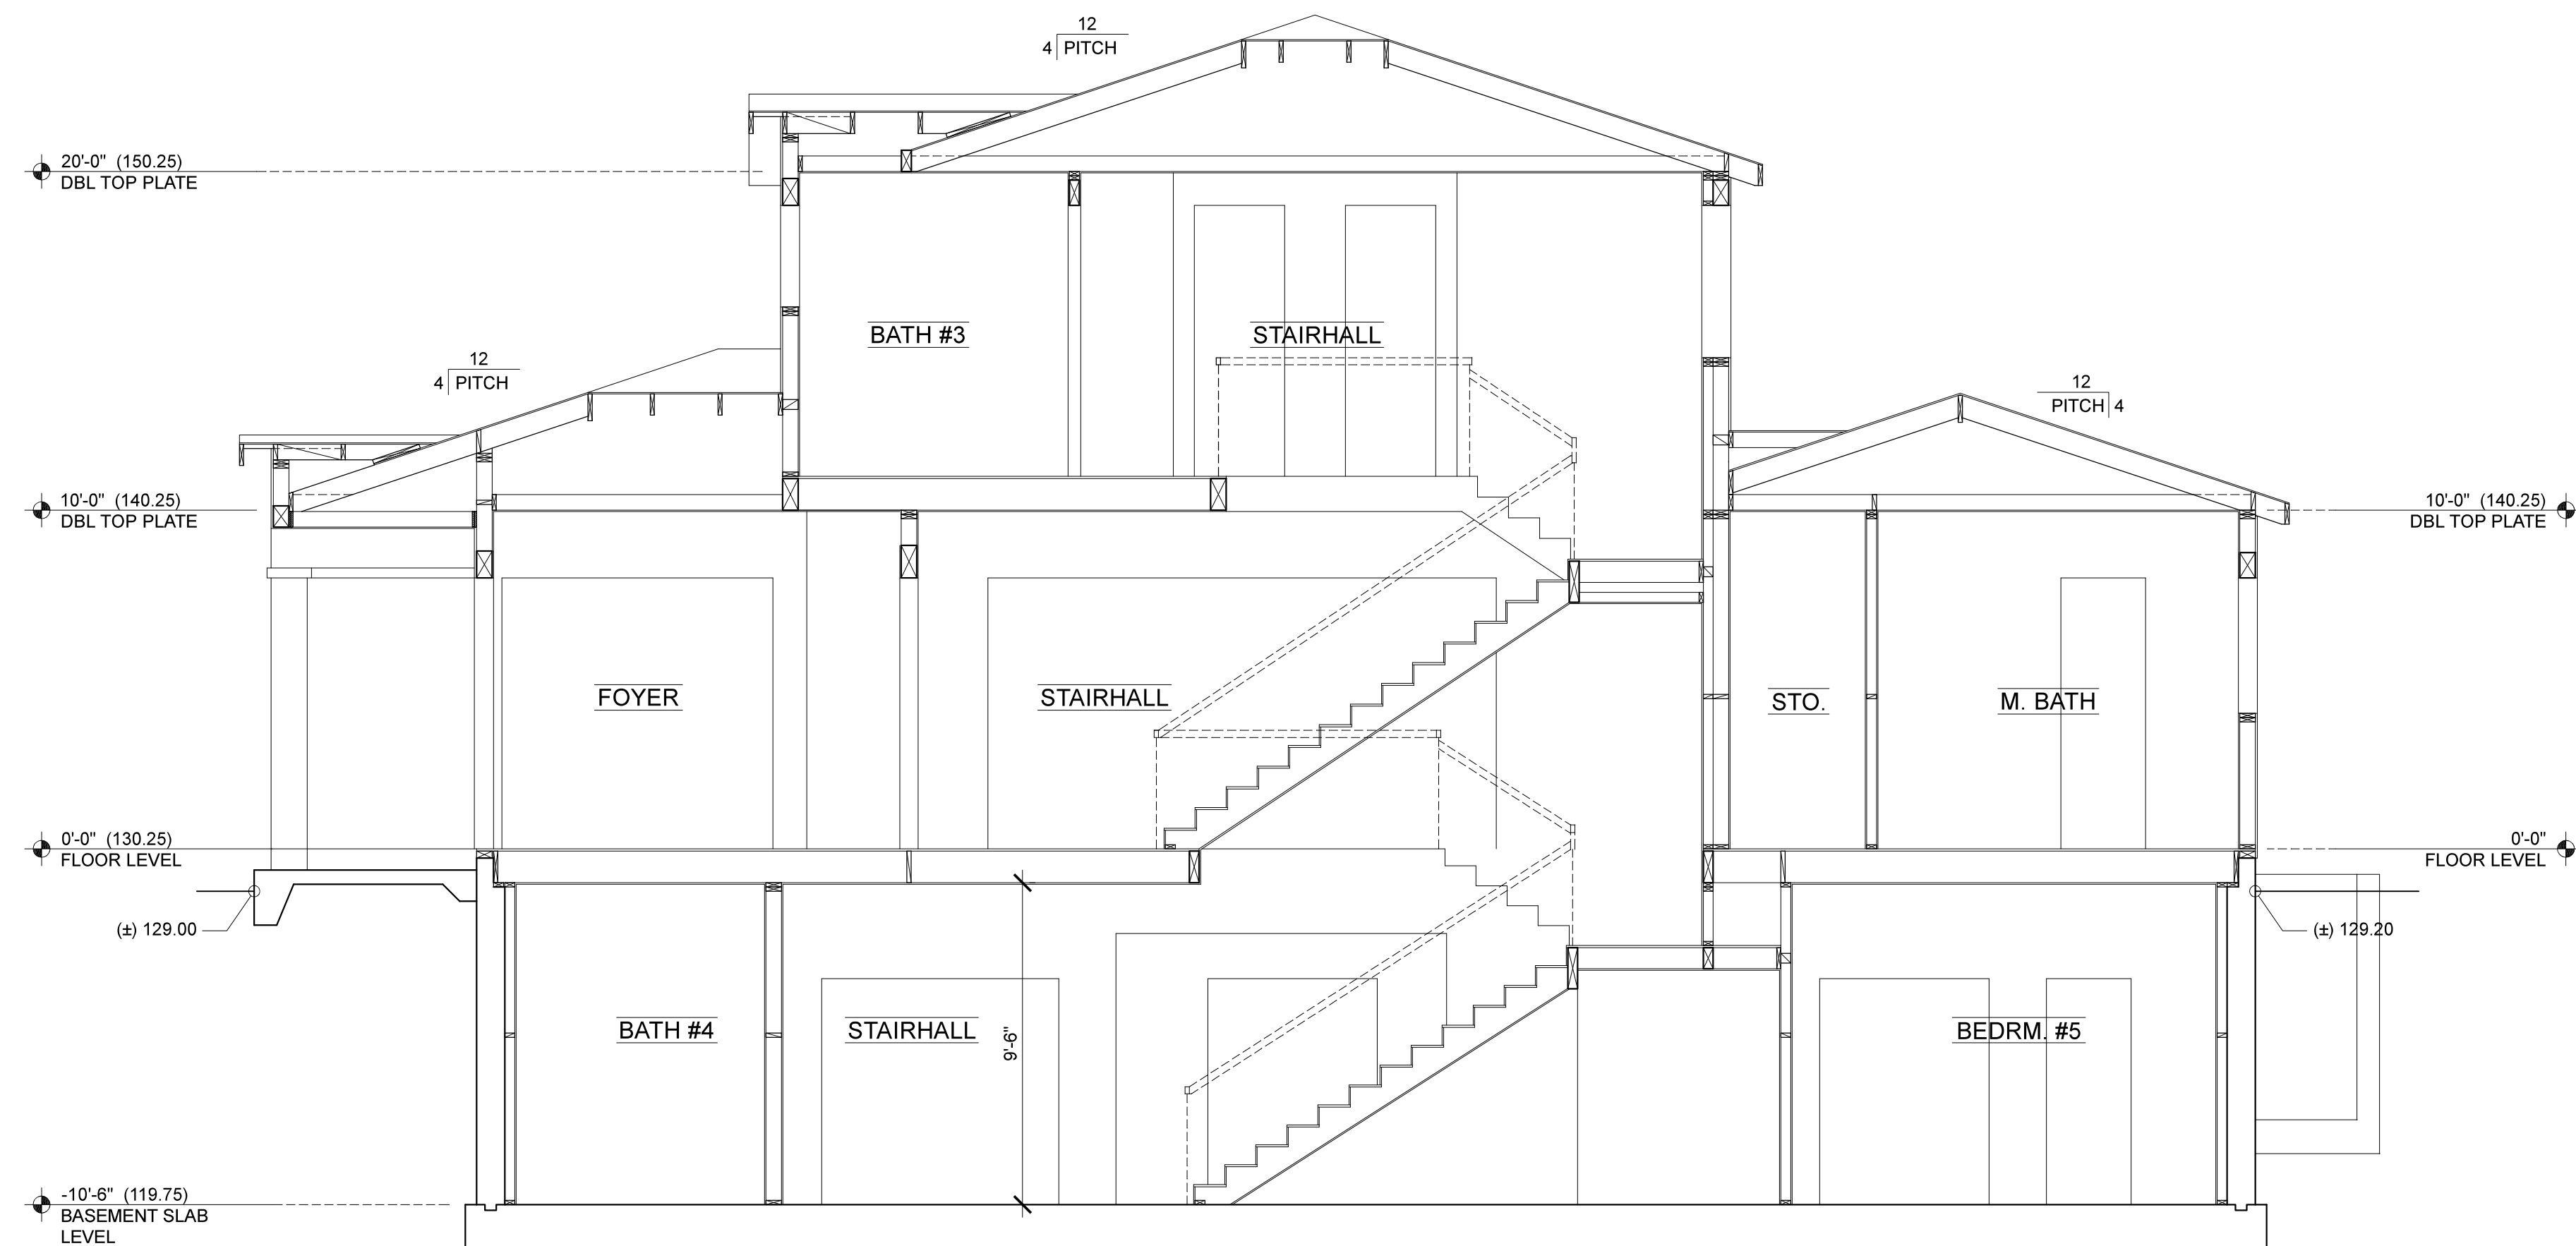 12
4 PITCH
20'-0" (150.25)
DBL TOP PLATE
BATH #3
STAIRHALL
12
4 PITCH
12
PITCH 4
10'-0" (140.25)
DBL TOP PLATE
10'-0" (140.25)
DBL TOP PLATE
FOYER
STAIRHALL
STO.
M. BATH
0'-0" (130.25)
FLOOR LEVEL
0'-0"
FLOOR LEVEL
(±) 129.00
(±) 129.20
BATH #4
STAIRHALL
9'-6"
BEDRM. #5
-10'-6" (119.75)
BASEMENT SLAB
LEVEL